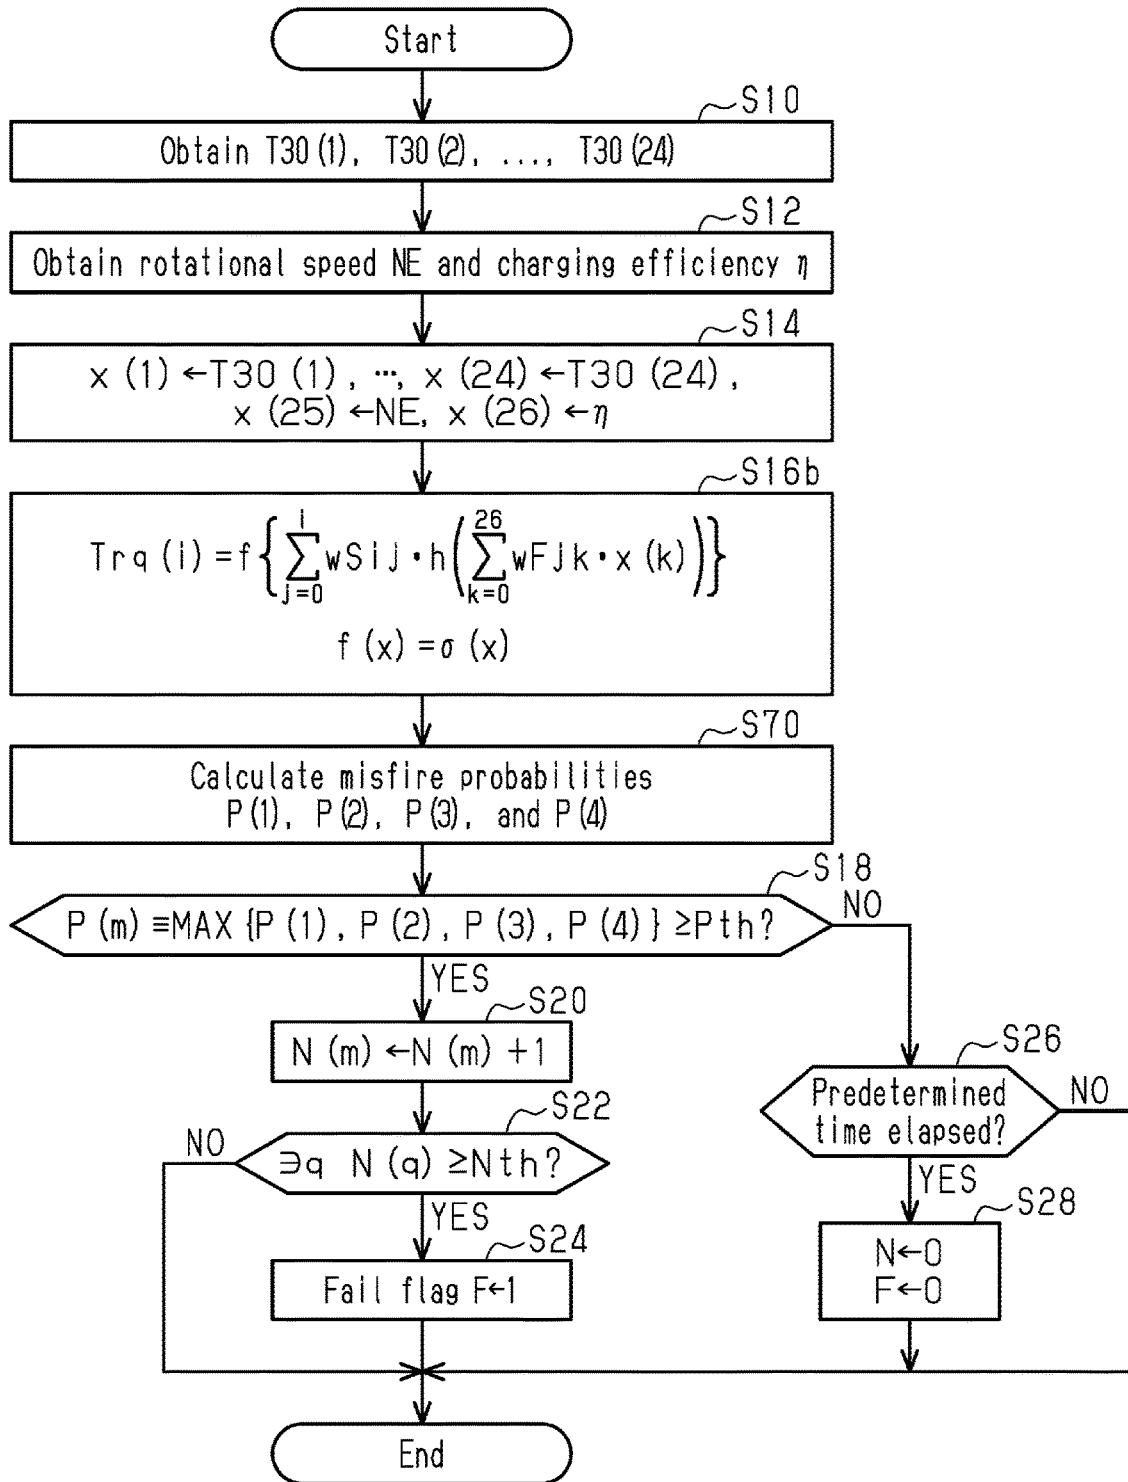 Start
S10
Obtain T30 (1), T30 (2), ..., T30 (24)
S12
Obtain rotational speed NE and charging efficiency η
S14
x (1) ←T30 (1) , ···, x (24) ←T30 (24) ,
x (25) ←NE, x (26) ←η
S16b
Trq (i) =f{ i∑j=0 wSij·h( 26∑k=0 wFjk·x (k) ) }
f (x) =σ (x)
S70
Calculate misfire probabilities
P (1), P (2), P (3), and P (4)
S18
P (m) ≡MAX {P (1) , P (2) , P (3) , P (4) } ≥Pth?
NO
YES
S20
N (m) ←N (m) +1
S26
Predetermined
time elapsed?
NO
S22
NO
∋q N (q) ≥Nth?
YES
YES
S28
N←0
F←0
S24
Fail flag F←1
End